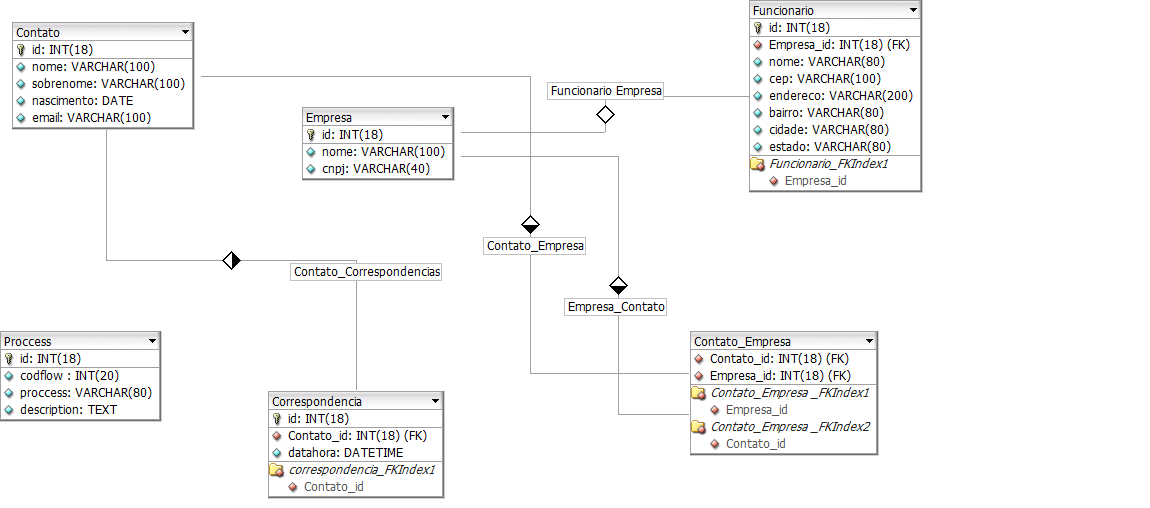 Contato
id: INT(18)
nome: VARCHAR(100)
sobrenome: VARCHAR(100)
nascimento: DATE
email: VARCHAR(100)
Empresa
id: INT(18)
nome: VARCHAR(100)
cnpj: VARCHAR(40)
Funcionario Empresa
Funcionario
id: INT(18)
Empresa_id: INT(18) (FK)
nome: VARCHAR(80)
cep: VARCHAR(100)
endereco: VARCHAR(200)
bairro: VARCHAR(80)
cidade: VARCHAR(80)
estado: VARCHAR(80)
Funcionario_FKIndex1
Empresa_id
Contato_Empresa
Contato_Correspondencias
Empresa_Contato
Proccess
id: INT(18)
codflow : INT(20)
proccess: VARCHAR(80)
description: TEXT
Correspondencia
id: INT(18)
Contato_id: INT(18) (FK)
datahora: DATETIME
correspondencia_FKIndex1
Contato_id
Contato_Empresa
Contato_id: INT(18) (FK)
Empresa_id: INT(18) (FK)
Contato_Empresa _FKIndex1
Empresa_id
Contato_Empresa _FKIndex2
Contato_id